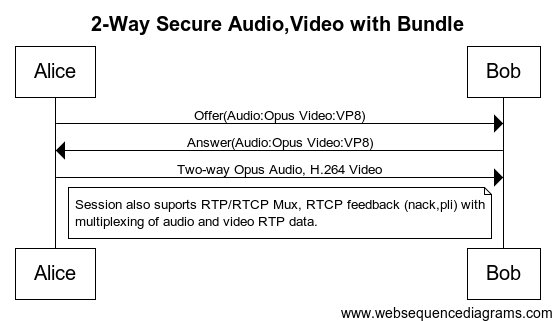 2-Way Secure Audio,Video with Bundle
Alice
Bob
Offer(Audio:Opus Video:VP8)
Answer(Audio:Opus Video:VP8)
Two-way Opus Audio, H.264 Video
Session also suports RTP/RTCP Mux, RTCP feedback (nack,pli) with
multiplexing of audio and video RTP data.
Alice
Bob
www.websequencediagrams.com